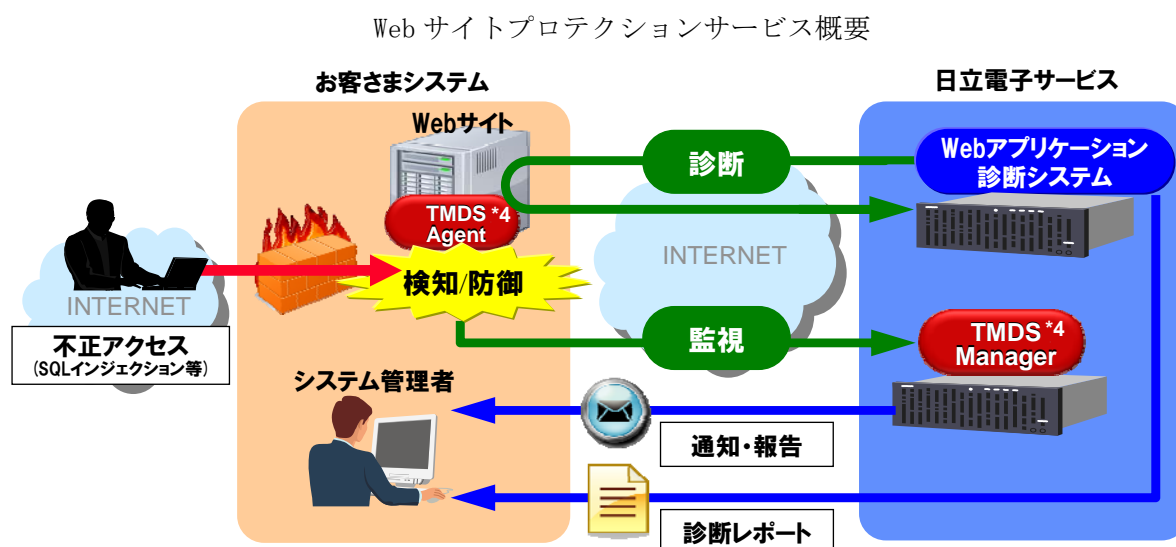 Web サイトプロテクションサービス概要
お客さまシステム
日立電子サービス
Webサイト
診断
Webアプリケーション
診断システム
TMDS *4
Agent
INTERNET
検知/防御
INTERNET
不正アクセス
(SQLインジェクション等)
監視
TMDS *4
Manager
システム管理者
通知・報告
診断レポート